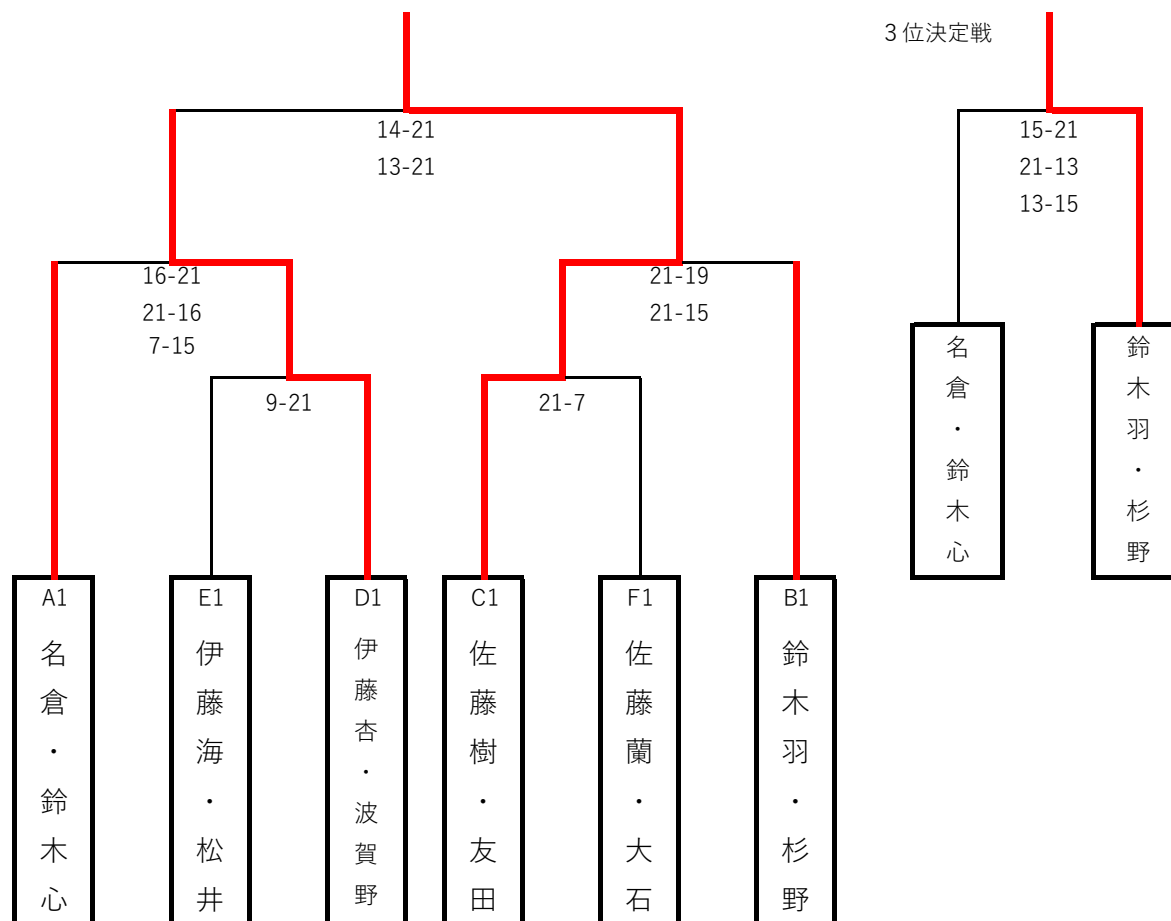 3位決定戦
14-21
13-21
15-21
21-13
13-15
16-21
21-16
7-15
21-19
21-15
9-21
21-7
名倉・鈴木心
鈴木羽・杉野
A1
名倉・鈴木心
E1
伊藤海・松井
D1
伊藤杏・波賀野
C1
佐藤樹・友田
F1
佐藤蘭・大石
B1
鈴木羽・杉野